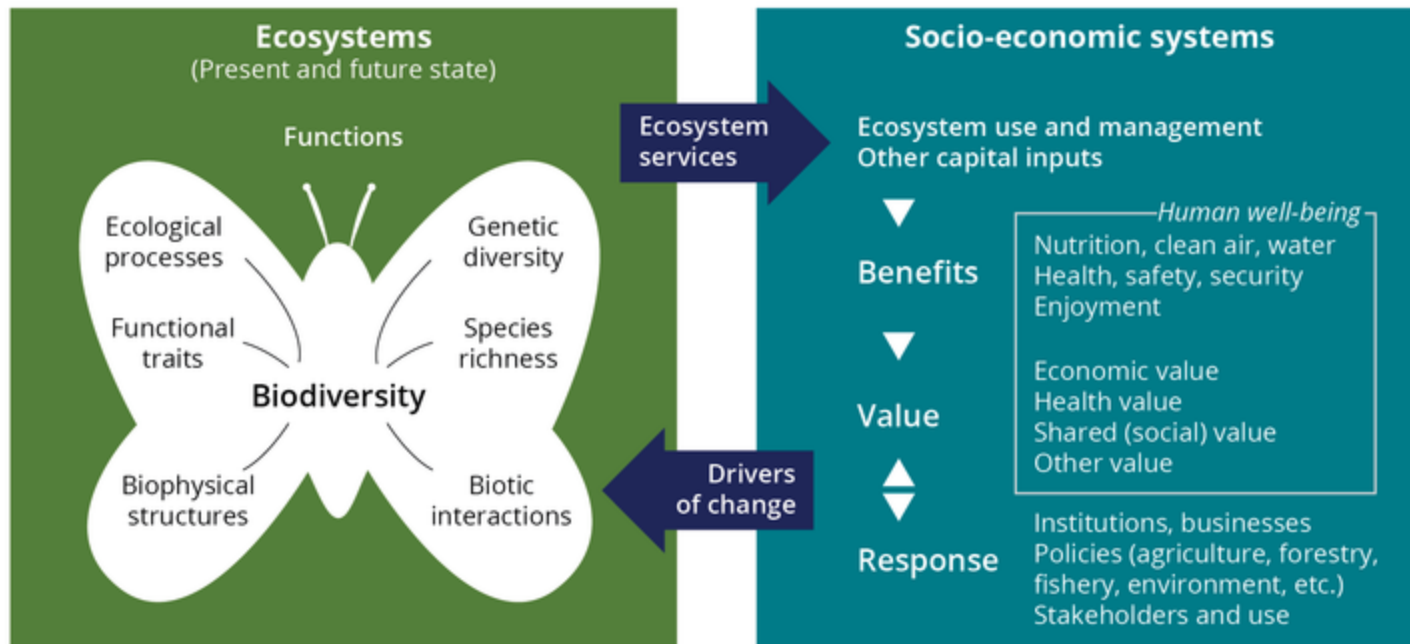 Ecosystems
(Present and future state)
Functions
Ecological
processes
Genetic
diversity
Functional
traits
Species
richness
Biodiversity
Biophysical
structures
Biotic
interactions
Ecosystem
services
Drivers
of change
Socio-economic systems
Ecosystem use and management
Other capital inputs
Human well-being
Benefits
Nutrition, clean air, water
Health, safety, security
Enjoyment
Value
Economic value
Health value
Shared (social) value
Other value
Response
Institutions, businesses
Policies (agriculture, forestry,
fishery, environment, etc.)
Stakeholders and use